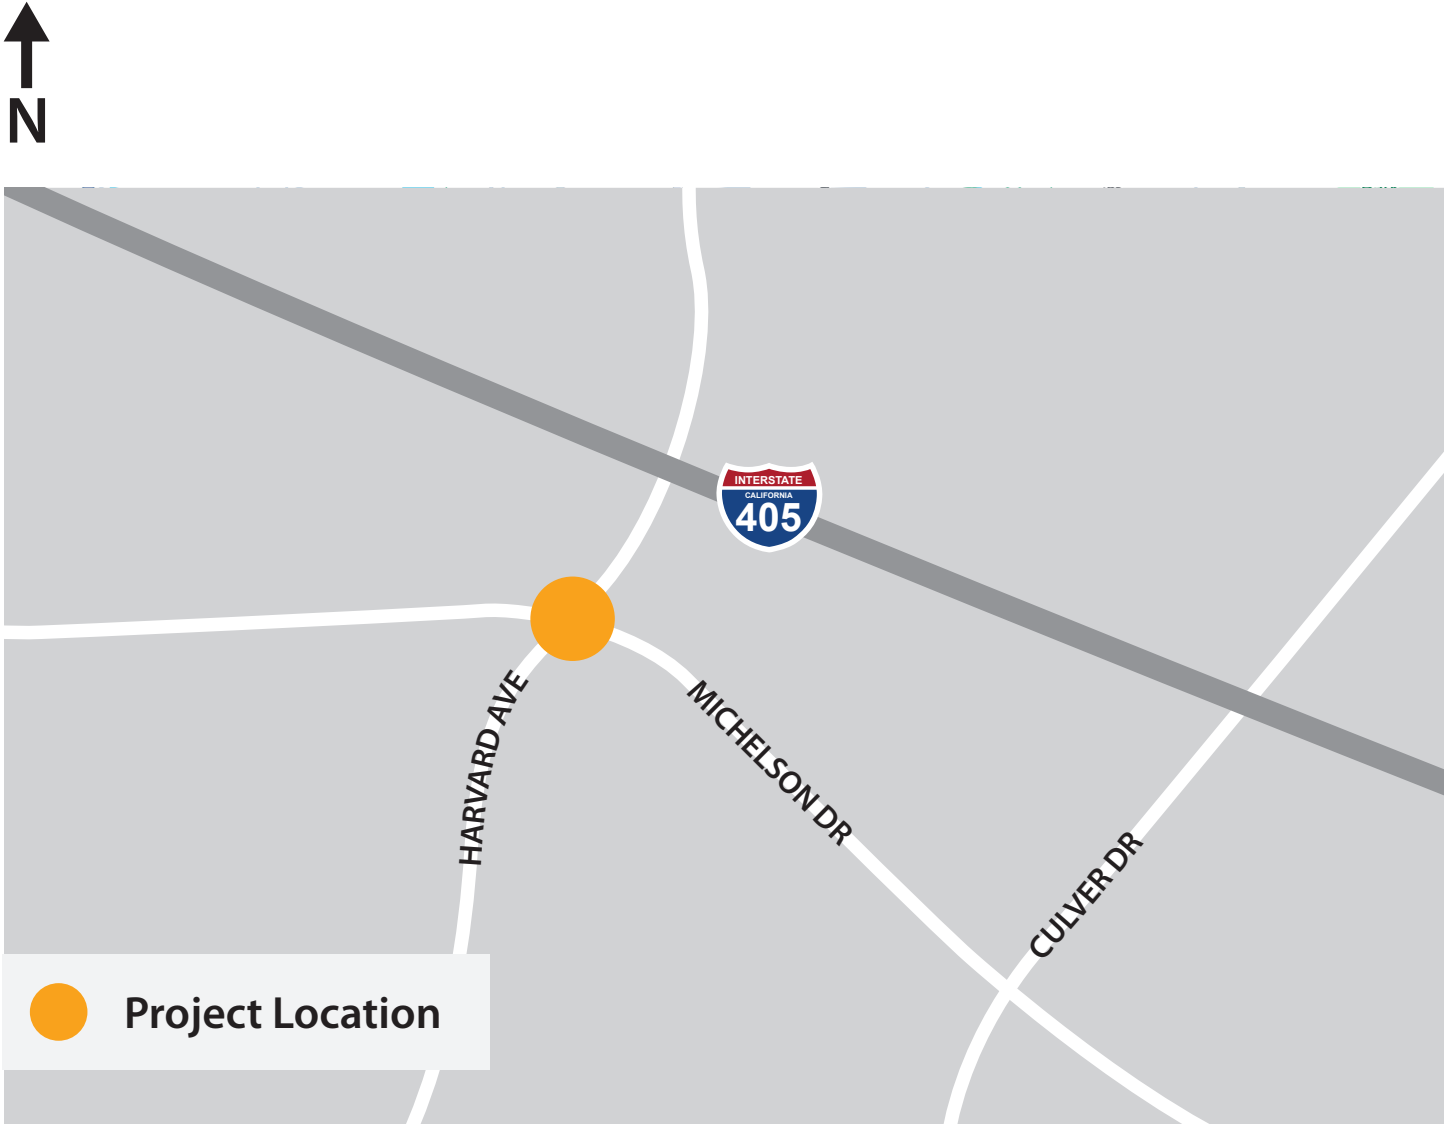 N
INTERSTATE
CALIFORNIA
405
HARVARD AVE
MICHELSON DR
CULVER DR
Project Location